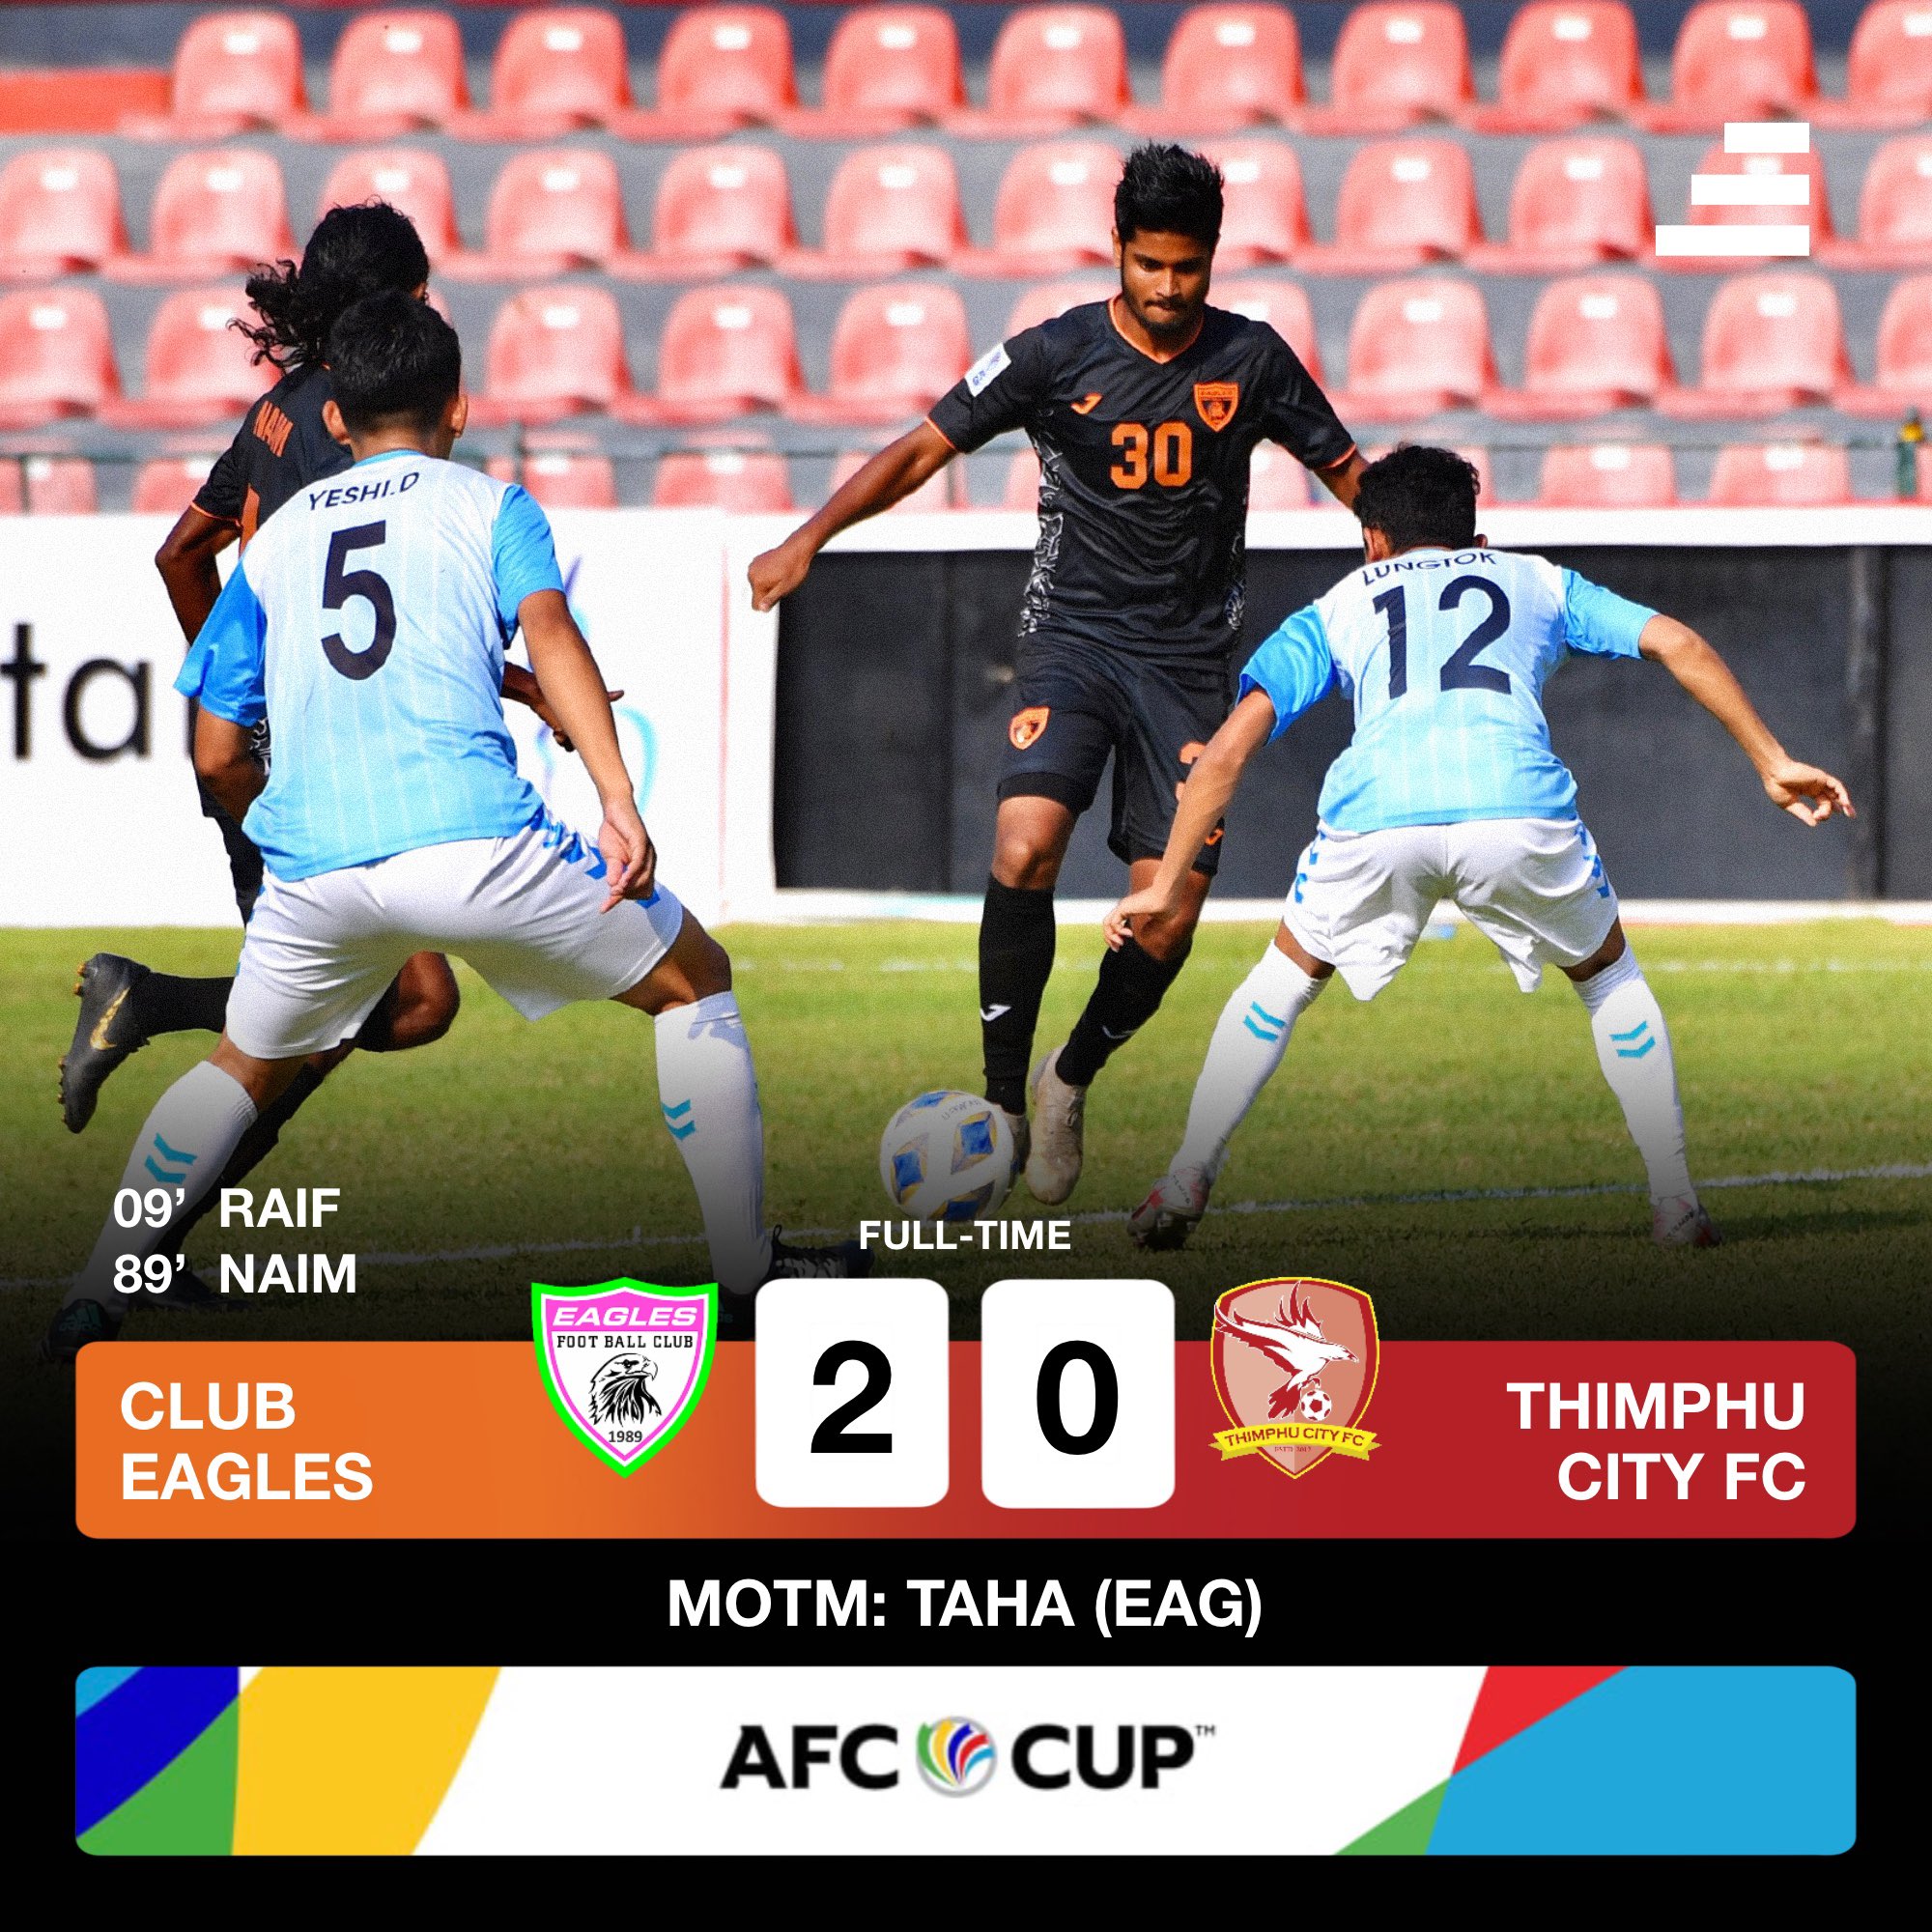 30
NAIM
YESHI.D
5
LUNGTOK
12
ta
09’ RAIF
89’ NAIM
FULL-TIME
EAGLES
FOOT BALL CLUB
1989
2 0
THIMPHU CITY FC
CLUB
EAGLES
THIMPHU
CITY FC
MOTM: TAHA (EAG)
AFC CUP™